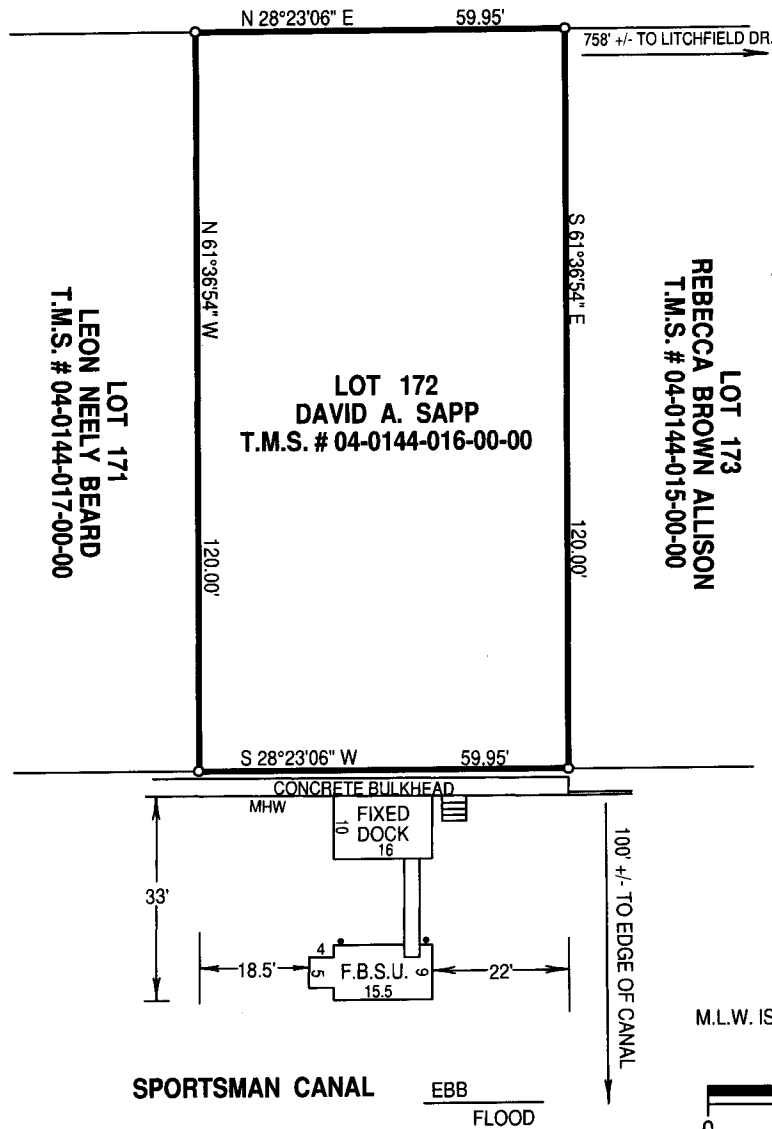 N 28°23'06" E 59.95'
758' +/- TO LITCHFIELD DR.
N 61°36'54" W
120.00'
S 61°36'54" E
120.00'
LOT 171
LEON NEELY BEARD
T.M.S. # 04-0144-017-00-00
LOT 172
DAVID A. SAPP
T.M.S. # 04-0144-016-00-00
LOT 173
REBECCA BROWN ALLISON
T.M.S. # 04-0144-015-00-00
S 28°23'06" W 59.95'
CONCRETE BULKHEAD
MHW
FIXED
DOCK
10
16
33'
100' +/- TO EDGE OF CANAL
18.5'
4
5
F.B.S.U.
9
15.5
22'
M.L.W. IS
SPORTSMAN CANAL
EBB
FLOOD
0